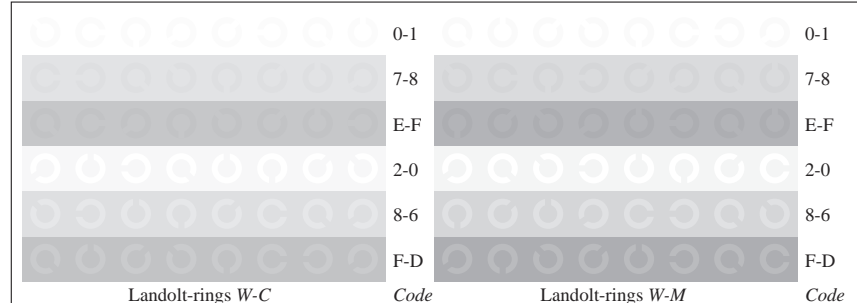 0-1 0-1
7-8 7-8
E-F E-F
2-0 2-0
8-6 8-6
F-D F-D
Landolt-rings W-C Code Landolt-rings W-M Code